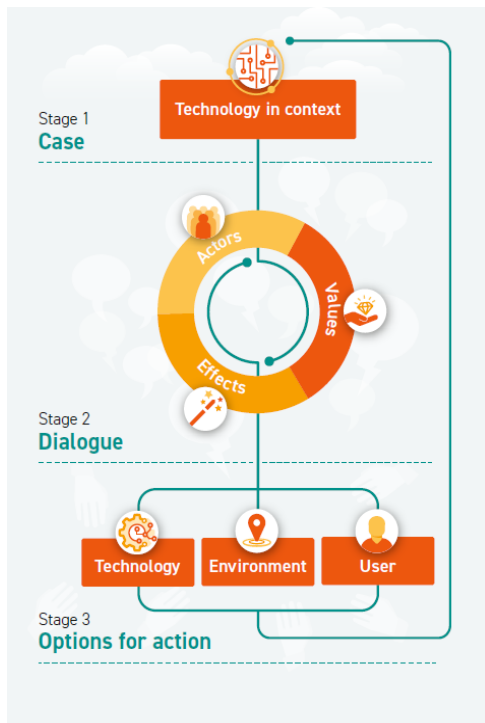 Technology in context
Stage 1
Case
Actors
Values
Effects
Stage 2
Dialogue
Technology
Environment
User
Stage 3
Options for action